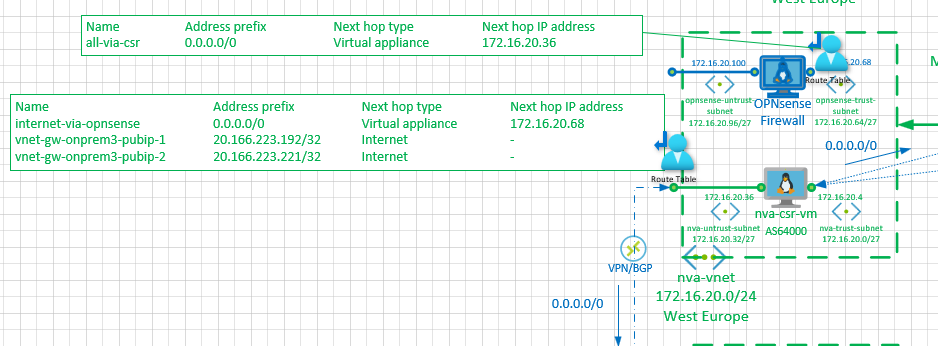 West Europe
Name Address prefix Next hop type Next hop IP address
all-via-csr 0.0.0.0/0 Virtual appliance 172.16.20.36
172.16.20.100
20.68
Route Table
opnsense-untrust-
subnet
172.16.20.96/27
OPNsense
Firewall
opnsense-trust-
subnet
172.16.20.64/27
Name Address prefix Next hop type Next hop IP address
internet-via-opnsense 0.0.0.0/0 Virtual appliance 172.16.20.68
vnet-gw-onprem3-pubip-1 20.166.223.192/32 Internet -
vnet-gw-onprem3-pubip-2 20.166.223.221/32 Internet -
0.0.0.0/0
Route Table
172.16.20.36
172.16.20.4
nva-untrust-subnet
172.16.20.32/27
nva-csr-vm
AS64000
nva-trust-subnet
172.16.20.0/27
VPN/BGP
nva-vnet
172.16.20.0/24
West Europe
0.0.0.0/0